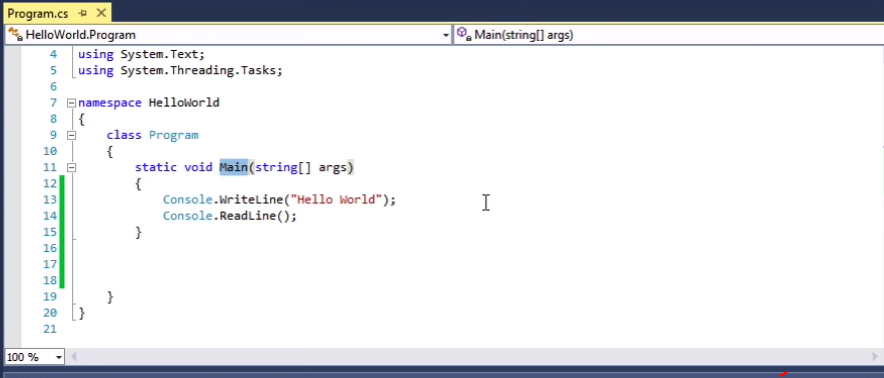 Program.cs
HelloWorld.Program
Main(string[] args)
4 using System.Text;
5 using System.Threading.Tasks;
6
7 namespace HelloWorld
8 {
9 class Program
10 {
11 static void Main(string[] args)
12 {
13 Console.WriteLine("Hello World");
14 Console.ReadLine();
15 }
16
17
18
19 }
20 }
21
100 %